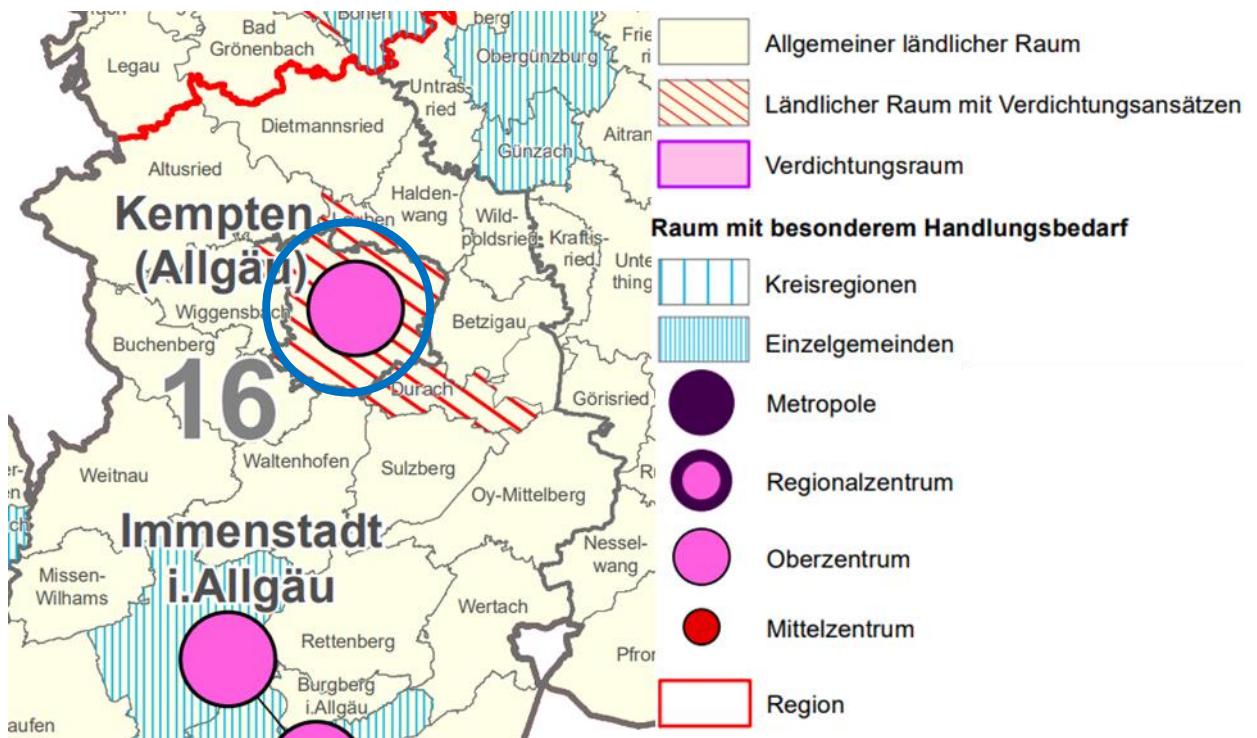 Bad
Grönenbach
Legau
Obergünzburg
Untras-
ried
Dietmannsried
Günzach
Altusried
Halden-
wang
Kempten
(Allgäu)
Wild-
poldsried
Kraftis-
ried
Wiggensbach
Betzigau
Buchenberg
16
Durach
Görisried
Waltenhofen
Sulzberg
Weitnau
Oy-Mittelberg
Immenstadt
i.Allgäu
Nessel-
wang
Missen-
Wilhams
Wertach
Rettenberg
Burgberg
i.Allgäu
Allgemeiner ländlicher Raum
Ländlicher Raum mit Verdichtungsansätzen
Verdichtungsraum
Raum mit besonderem Handlungsbedarf
Kreisregionen
Einzelgemeinden
Metropole
Regionalzentrum
Oberzentrum
Mittelzentrum
Region